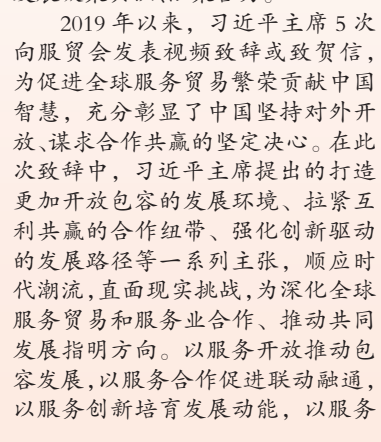 2019 年以来，习近平主席 5 次
向服贸会发表视频致辞或致贺信，
为促进全球服务贸易繁荣贡献中国
智慧，充分彰显了中国坚持对外开
放、谋求合作共赢的坚定决心。在此
次致辞中，习近平主席提出的打造
更加开放包容的发展环境、拉紧互
利共赢的合作纽带、强化创新驱动
的发展路径等一系列主张，顺应时
代潮流，直面现实挑战，为深化全球
服务贸易和服务业合作、推动共同
发展指明方向。以服务开放推动包
容发展，以服务合作促进联动融通，
以服务创新培育发展动能，以服务